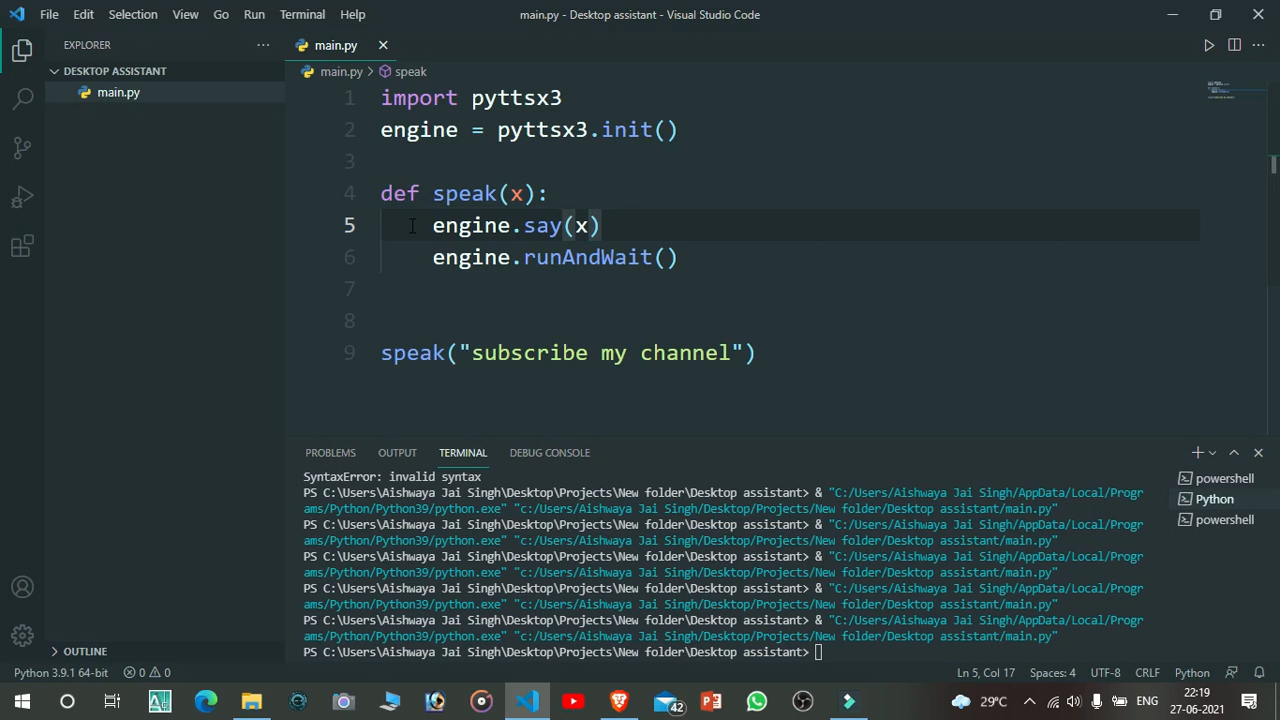 File Edit Selection View Go Run Terminal Help main.py - Desktop assistant - Visual Studio Code
EXPLORER
DESKTOP ASSISTANT
main.py
main.py
main.py > speak
1 import pyttsx3
2 engine = pyttsx3.init()
3
4 def speak(x):
5 engine.say(x)
6 engine.runAndWait()
7
8
9 speak("subscribe my channel")
PROBLEMS OUTPUT TERMINAL DEBUG CONSOLE
SyntaxError: invalid syntax
PS C:\Users\Aishwaya Jai Singh\Desktop\Projects\New folder\Desktop assistant> & "C:/Users/Aishwaya Jai Singh/AppData/Local/Progr
ams/Python/Python39/python.exe" "c:/Users/Aishwaya Jai Singh/Desktop/Projects/New folder/Desktop assistant/main.py"
PS C:\Users\Aishwaya Jai Singh\Desktop\Projects\New folder\Desktop assistant> & "C:/Users/Aishwaya Jai Singh/AppData/Local/Progr
ams/Python/Python39/python.exe" "c:/Users/Aishwaya Jai Singh/Desktop/Projects/New folder/Desktop assistant/main.py"
PS C:\Users\Aishwaya Jai Singh\Desktop\Projects\New folder\Desktop assistant> & "C:/Users/Aishwaya Jai Singh/AppData/Local/Progr
ams/Python/Python39/python.exe" "c:/Users/Aishwaya Jai Singh/Desktop/Projects/New folder/Desktop assistant/main.py"
PS C:\Users\Aishwaya Jai Singh\Desktop\Projects\New folder\Desktop assistant> & "C:/Users/Aishwaya Jai Singh/AppData/Local/Progr
ams/Python/Python39/python.exe" "c:/Users/Aishwaya Jai Singh/Desktop/Projects/New folder/Desktop assistant/main.py"
PS C:\Users\Aishwaya Jai Singh\Desktop\Projects\New folder\Desktop assistant> & "C:/Users/Aishwaya Jai Singh/AppData/Local/Progr
ams/Python/Python39/python.exe" "c:/Users/Aishwaya Jai Singh/Desktop/Projects/New folder/Desktop assistant/main.py"
PS C:\Users\Aishwaya Jai Singh\Desktop\Projects\New folder\Desktop assistant>
powershell
Python
powershell
OUTLINE
Python 3.9.1 64-bit 0 0 Ln 5, Col 17 Spaces: 4 UTF-8 CRLF Python
42 29°C ENG 22:19
27-06-2021